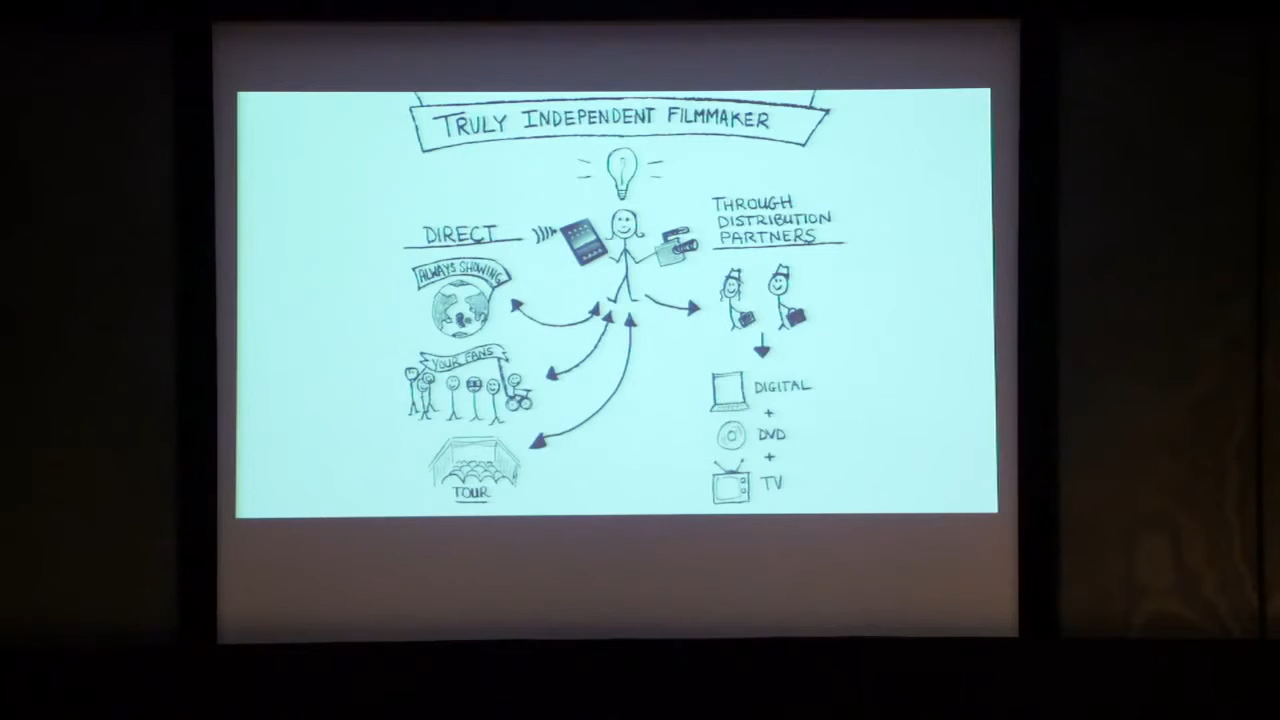 TRULY INDEPENDENT FILMMAKER
DIRECT
ALWAYS SHOWING
YOUR FANS
TOUR
THROUGH
DISTRIBUTION
PARTNERS
DIGITAL
+
DVD
+
TV